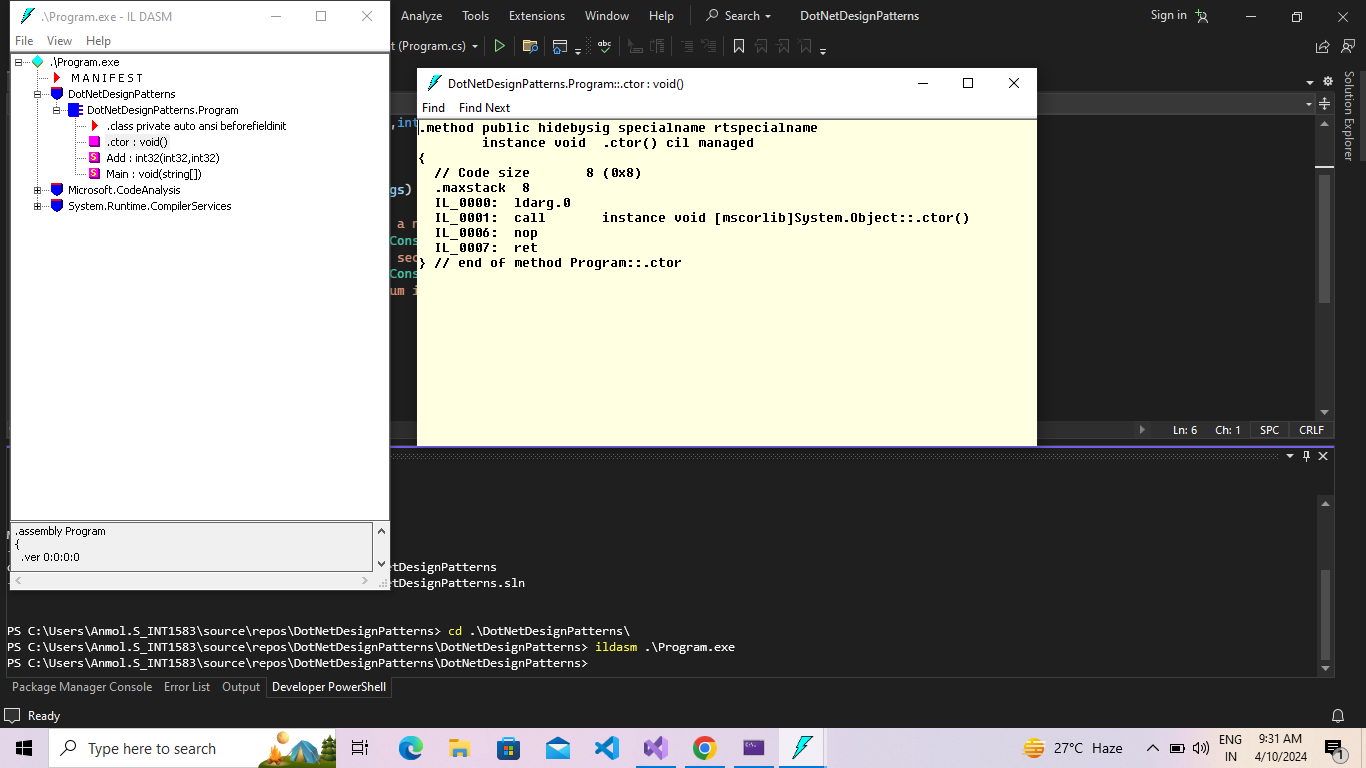 .\Program.exe - IL DASM
File View Help
.\Program.exe
M A N I F E S T
DotNetDesignPatterns
DotNetDesignPatterns.Program
.class private auto ansi beforefieldinit
.ctor : void()
Add : int32(int32,int32)
Main : void(string[])
Microsoft.CodeAnalysis
System.Runtime.CompilerServices
.assembly Program
{
.ver 0:0:0:0
Analyze Tools Extensions Window Help Search DotNetDesignPatterns Sign in
t (Program.cs)
Solution Explorer
DotNetDesignPatterns.Program::.ctor : void()
Find Find Next
.method public hidebysig specialname rtspecialname
instance void .ctor() cil managed
{
// Code size 8 (0x8)
.maxstack 8
IL_0000: ldarg.0
IL_0001: call instance void [mscorlib]System.Object::.ctor()
IL_0006: nop
IL_0007: ret
} // end of method Program::.ctor
,int
gs)
a n
Cons
sec
Cons
um i
Ln: 6 Ch: 1 SPC CRLF
tDesignPatterns
tDesignPatterns.sln
PS C:\Users\Anmol.S_INT1583\source\repos\DotNetDesignPatterns> cd .\DotNetDesignPatterns\
PS C:\Users\Anmol.S_INT1583\source\repos\DotNetDesignPatterns\DotNetDesignPatterns> ildasm .\Program.exe
PS C:\Users\Anmol.S_INT1583\source\repos\DotNetDesignPatterns\DotNetDesignPatterns>
Package Manager Console Error List Output Developer PowerShell
Ready
Type here to search
27°C Haze
ENG
IN
9:31 AM
4/10/2024
1